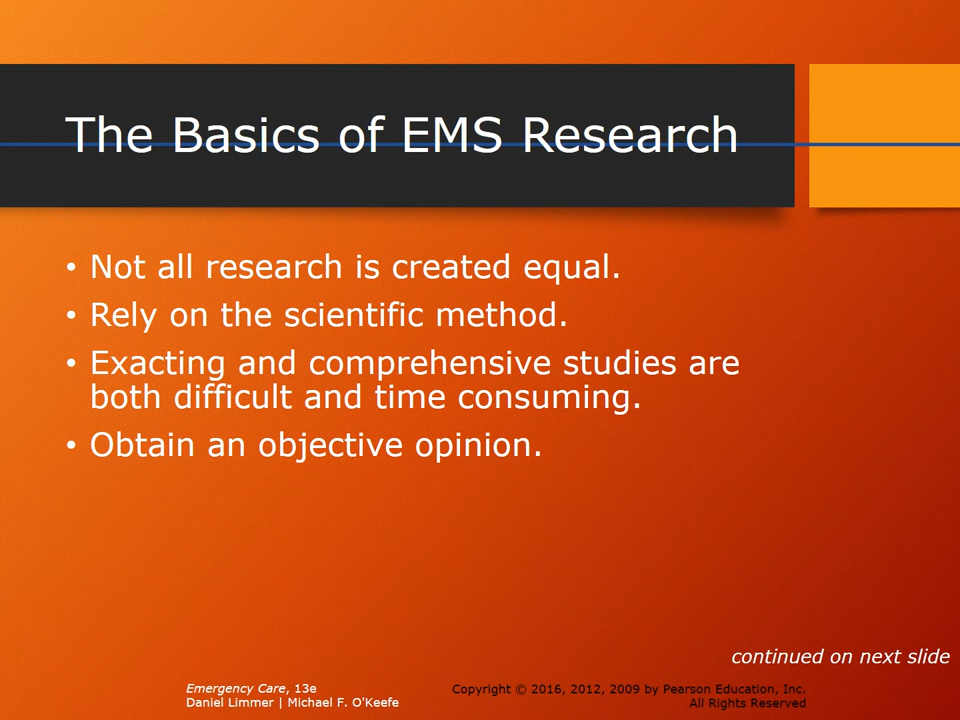 The Basics of EMS Research
• Not all research is created equal.
• Rely on the scientific method.
• Exacting and comprehensive studies are
both difficult and time consuming.
• Obtain an objective opinion.
continued on next slide
Emergency Care, 13e
Daniel Limmer | Michael F. O'Keefe
Copyright © 2016, 2012, 2009 by Pearson Education, Inc.
All Rights Reserved